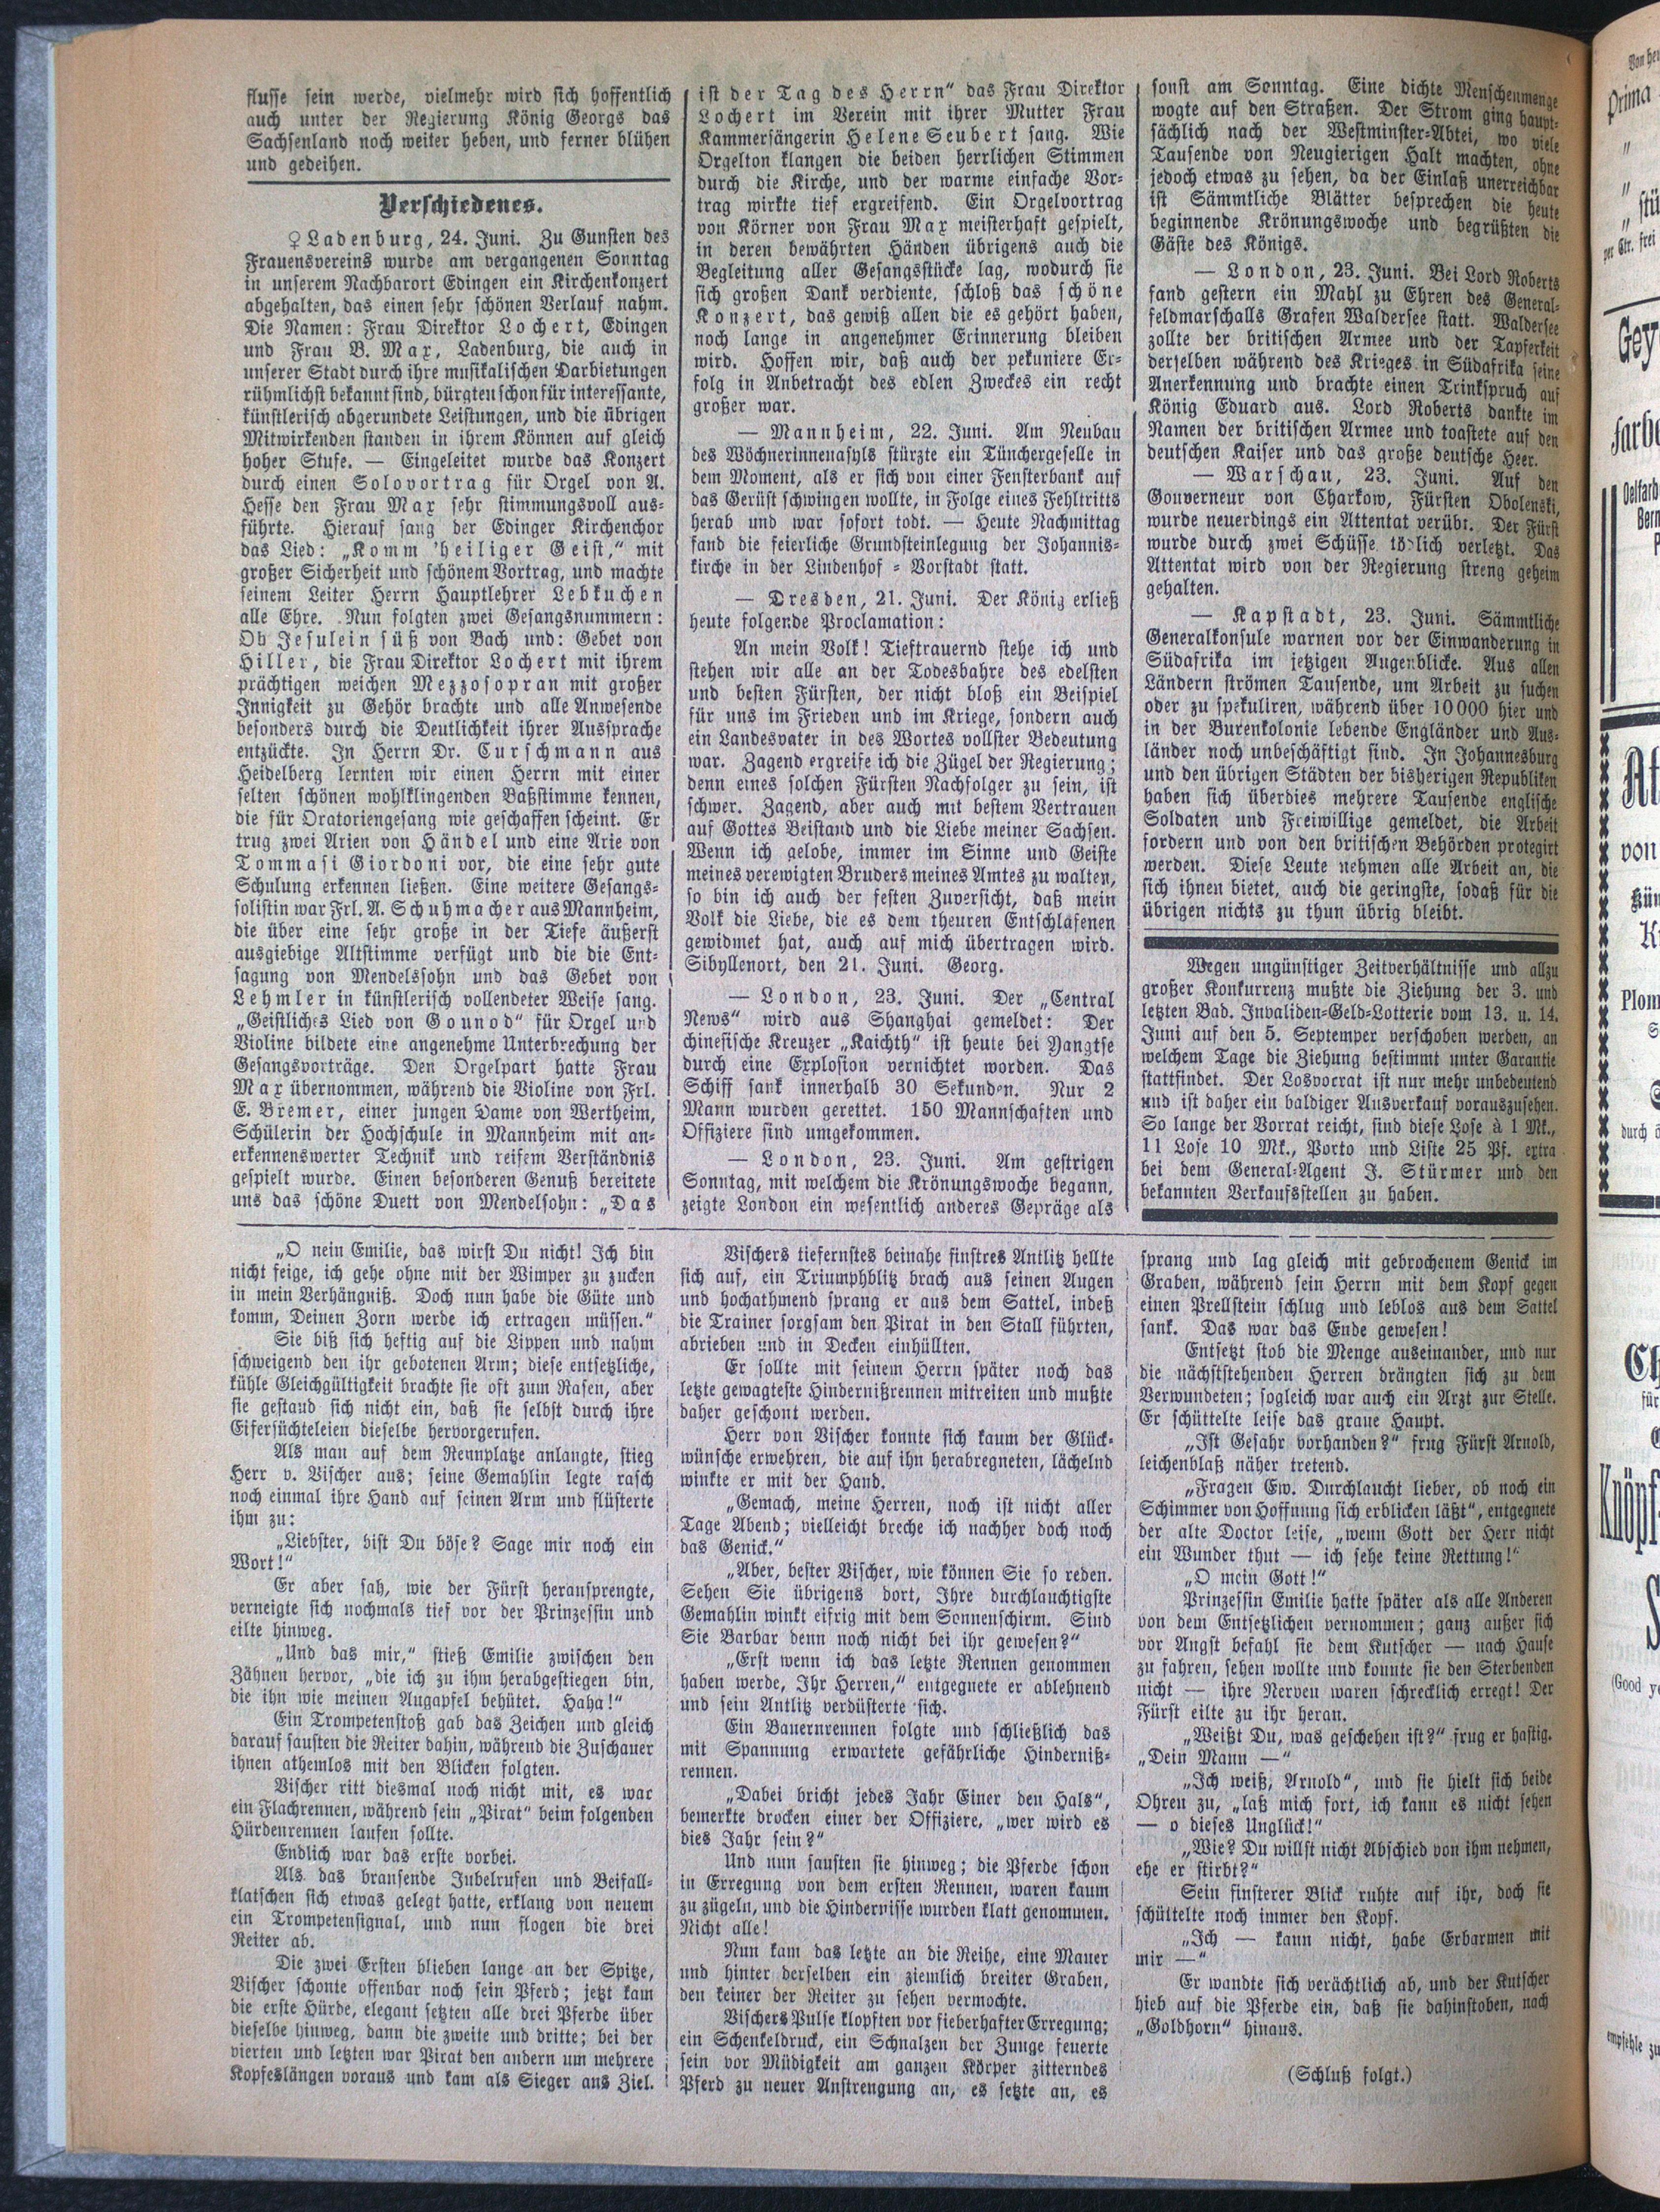 flusse sein werde, vielmehr wird sich hoffentlich
auch unter der Regierung König Georgs das
Sachsenland noch weiter heben, und ferner blühen
und gedeihen.
Verschiedenes.
♀ Ladenburg, 24. Juni. Zu Gunsten des
Frauensvereins wurde am vergangenen Sonntag
in unserem Nachbarort Edingen ein Kirchenkonzert
abgehalten, das einen sehr schönen Verlauf nahm.
Die Namen: Frau Direktor Lochert, Edingen
und Frau B. Max, Ladenburg, die auch in
unserer Stadt durch ihre musikalischen Darbietungen
rühmlichst bekannt sind, bürgten schon für interessante,
künstlerisch abgerundete Leistungen, und die übrigen
Mitwirkenden standen in ihrem Können auf gleich
hoher Stufe. — Eingeleitet wurde das Konzert
durch einen Solovortrag für Orgel von A.
Hesse den Frau Max sehr stimmungsvoll aus-
führte. Hierauf sang der Edinger Kirchenchor
das Lied: „Komm 'heiliger Geist,“ mit
großer Sicherheit und schönem Vortrag, und machte
seinem Leiter Herrn Hauptlehrer Lebkuchen
alle Ehre. Nun folgten zwei Gesangsnummern:
Ob Jesulein süß von Bach und: Gebet von
Hiller, die Frau Direktor Lochert mit ihrem
prächtigen weichen Mezzosopran mit großer
Innigkeit zu Gehör brachte und alle Anwesende
besonders durch die Deutlichkeit ihrer Aussprache
entzückte. In Herrn Dr. Curschmann aus
Heidelberg lernten wir einen Herrn mit einer
selten schönen wohlklingenden Baßstimme kennen,
die für Oratoriengesang wie geschaffen scheint. Er
trug zwei Arien von Händel und eine Arie von
Tommasi Giordoni vor, die eine sehr gute
Schulung erkennen ließen. Eine weitere Gesangs-
solistin war Frl. A. Schuhmacher aus Mannheim,
die über eine sehr große in der Tiefe äußerst
ausgiebige Altstimme verfügt und die die Ent-
sagung von Mendelssohn und das Gebet von
Lehmler in künstlerisch vollendeter Weise sang.
„Geistliches Lied von Gounod“ für Orgel und
Violine bildete eine angenehme Unterbrechung der
Gesangsvorträge. Den Orgelpart hatte Frau
Max übernommen, während die Violine von Frl.
E. Bremer, einer jungen Dame von Wertheim,
Schülerin der Hochschule in Mannheim mit an-
erkennenswerter Technik und reifem Verständnis
gespielt wurde. Einen besonderen Genuß bereitete
uns das schöne Duett von Mendelsohn: „Das
ist der Tag des Herrn“ das Frau Direktor
Lochert im Verein mit ihrer Mutter Frau
Kammersängerin Helene Seubert sang. Wie
Orgelton klangen die beiden herrlichen Stimmen
durch die Kirche, und der warme einfache Vor-
trag wirkte tief ergreifend. Ein Orgelvortrag
von Körner von Frau Max meisterhaft gespielt,
in deren bewährten Händen übrigens auch die
Begleitung aller Gesangsstücke lag, wodurch sie
sich großen Dank verdiente, schloß das schöne
Konzert, das gewiß allen die es gehört haben,
noch lange in angenehmer Erinnerung bleiben
wird. Hoffen wir, daß auch der pekuniere Er-
folg in Anbetracht des edlen Zweckes ein recht
großer war.
— Mannheim, 22. Juni. Am Neubau
des Wöchnerinnenasyls stürzte ein Tünchergeselle in
dem Moment, als er sich von einer Fensterbank auf
das Gerüst schwingen wollte, in Folge eines Fehltritts
herab und war sofort todt. — Heute Nachmittag
fand die feierliche Grundsteinlegung der Johannis-
kirche in der Lindenhof - Vorstadt statt.
— Dresden, 21. Juni. Der König erließ
heute folgende Proclamation:
An mein Volk! Tieftrauernd stehe ich und
stehen wir alle an der Todesbahre des edelsten
und besten Fürsten, der nicht bloß ein Beispiel
für uns im Frieden und im Kriege, sondern auch
ein Landesvater in des Wortes vollster Bedeutung
war. Zagend ergreife ich die Zügel der Regierung;
denn eines solchen Fürsten Nachfolger zu sein, ist
schwer. Zagend, aber auch mit bestem Vertrauen
auf Gottes Beistand und die Liebe meiner Sachsen.
Wenn ich gelobe, immer im Sinne und Geiste
meines verewigten Bruders meines Amtes zu walten,
so bin ich auch der festen Zuversicht, daß mein
Volk die Liebe, die es dem theuren Entschlafenen
gewidmet hat, auch auf mich übertragen wird.
Sibyllenort, den 21. Juni. Georg.
— London, 23. Juni. Der „Central
News“ wird aus Shanghai gemeldet: Der
chinesische Kreuzer „Kaichth“ ist heute bei Yangtse
durch eine Explosion vernichtet worden. Das
Schiff sank innerhalb 30 Sekunden. Nur 2
Mann wurden gerettet. 150 Mannschaften und
Offiziere sind umgekommen.
— London, 23. Juni. Am gestrigen
Sonntag, mit welchem die Krönungswoche begann,
zeigte London ein wesentlich anderes Gepräge als
sonst am Sonntag. Eine dichte Menschenmenge
wogte auf den Straßen. Der Strom ging haupt-
sächlich nach der Westminster-Abtei, wo viele
Tausende von Neugierigen Halt machten, ohne
jedoch etwas zu sehen, da der Einlaß unerreichbar
ist Sämmtliche Blätter besprechen die heute
beginnende Krönungswoche und begrüßten die
Gäste des Königs.
— London, 23. Juni. Bei Lord Roberts
fand gestern ein Mahl zu Ehren des General-
feldmarschalls Grafen Waldersee statt. Waldersee
zollte der britischen Armee und der Tapferkeit
derselben während des Krieges in Südafrika seine
Anerkennung und brachte einen Trinkspruch auf
König Eduard aus. Lord Roberts dankte im
Namen der britischen Armee und toastete auf den
deutschen Kaiser und das große deutsche Heer.
— Warschau, 23. Juni. Auf den
Gouverneur von Charkow, Fürsten Obolenski,
wurde neuerdings ein Attentat verübt. Der Fürst
wurde durch zwei Schüsse tödlich verletzt. Das
Attentat wird von der Regierung streng geheim
gehalten.
— Kapstadt, 23. Juni. Sämmtliche
Generalkonsule warnen vor der Einwanderung in
Südafrika im jetzigen Augenblicke. Aus allen
Ländern strömen Tausende, um Arbeit zu suchen
oder zu spekuliren, während über 10000 hier und
in der Burenkolonie lebende Engländer und Aus-
länder noch unbeschäftigt sind. In Johannesburg
und den übrigen Städten der bisherigen Republiken
haben sich überdies mehrere Tausende englische
Soldaten und Freiwillige gemeldet, die Arbeit
fordern und von den britischen Behörden protegirt
werden. Diese Leute nehmen alle Arbeit an, die
sich ihnen bietet, auch die geringste, sodaß für die
übrigen nichts zu thun übrig bleibt.
Wegen ungünstiger Zeitverhältnisse und allzu
großer Konkurrenz mußte die Ziehung der 3. und
letzten Bad. Invaliden-Geld-Lotterie vom 13. u. 14.
Juni auf den 5. Septemper verschoben werden, an
welchem Tage die Ziehung bestimmt unter Garantie
stattfindet. Der Losvocrat ist nur mehr unbedeutend
und ist daher ein baldiger Ausverkauf vorauszusehen.
So lange der Vorrat reicht, sind diese Lose à 1 Mk.,
11 Lose 10 Mk., Porto und Liste 25 Pf. extra
bei dem General-Agent J. Stürmer und den
bekannten Verkaufsstellen zu haben.
„O nein Emilie, das wirst Du nicht! Ich bin
nicht feige, ich gehe ohne mit der Wimper zu zucken
in mein Verhängniß. Doch nun habe die Güte und
komm, Deinen Zorn werde ich ertragen müssen.“
Sie biß sich heftig auf die Lippen und nahm
schweigend den ihr gebotenen Arm; diese entsetzliche,
kühle Gleichgültigkeit brachte sie oft zum Rasen, aber
sie gestand sich nicht ein, daß sie selbst durch ihre
Eifersüchteleien dieselbe hervorgerufen.
Als man auf dem Rennplatze anlangte, stieg
Herr v. Vischer aus; seine Gemahlin legte rasch
noch einmal ihre Hand auf seinen Arm und flüsterte
ihm zu:
„Liebster, bist Du böse? Sage mir noch ein
Wort!“
Er aber sah, wie der Fürst heransprengte,
verneigte sich nochmals tief vor der Prinzessin und
eilte hinweg.
„Und das mir,“ stieß Emilie zwischen den
Zähnen hervor, „die ich zu ihm herabgestiegen bin,
die ihn wie meinen Augapfel behütet. Haha!“
Ein Trompetenstoß gab das Zeichen und gleich
darauf sausten die Reiter dahin, während die Zuschauer
ihnen athemlos mit den Blicken folgten.
Vischer ritt diesmal noch nicht mit, es war
ein Flachrennen, während sein „Pirat“ beim folgenden
Hürdenrennen laufen sollte.
Endlich war das erste vorbei.
Als das brausende Jubelrufen und Beifall-
klatschen sich etwas gelegt hatte, erklang von neuem
ein Trompetensignal, und nun flogen die drei
Reiter ab.
Die zwei Ersten blieben lange an der Spitze,
Vischer schonte offenbar noch sein Pferd; jetzt kam
die erste Hürde, elegant setzten alle drei Pferde über
dieselbe hinweg, dann die zweite und dritte; bei der
vierten und letzten war Pirat den andern um mehrere
Kopfeslängen voraus und kam als Sieger ans Ziel.
Vischers tiefernstes beinahe finstres Antlitz hellte
sich auf, ein Triumphblitz brach aus seinen Augen
und hochathmend sprang er aus dem Sattel, indeß
die Trainer sorgsam den Pirat in den Stall führten,
abrieben und in Decken einhüllten.
Er sollte mit seinem Herrn später noch das
letzte gewagteste Hindernißrennen mitreiten und mußte
daher geschont werden.
Herr von Vischer konnte sich kaum der Glück-
wünsche erwehren, die auf ihn herabregneten, lächelnd
winkte er mit der Hand.
„Gemach, meine Herren, noch ist nicht aller
Tage Abend; vielleicht breche ich nachher doch noch
das Genick.“
„Aber, bester Vischer, wie können Sie so reden.
Sehen Sie übrigens dort, Ihre durchlauchtigste
Gemahlin winkt eifrig mit dem Sonnenschirm. Sind
Sie Barbar denn noch nicht bei ihr gewesen?“
„Erst wenn ich das letzte Rennen genommen
haben werde, Ihr Herren,“ entgegnete er ablehnend
und sein Antlitz verdüsterte sich.
Ein Bauernrennen folgte und schließlich das
mit Spannung erwartete gefährliche Hinderniß-
rennen.
„Dabei bricht jedes Jahr Einer den Hals“,
bemerkte drocken einer der Offiziere, „wer wird es
dies Jahr sein?“
Und nun sausten sie hinweg; die Pferde schon
in Erregung von dem ersten Rennen, waren kaum
zu zügeln, und die Hindernisse wurden klatt genommen.
Nicht alle!
Nun kam das letzte an die Reihe, eine Mauer
und hinter derselben ein ziemlich breiter Graben,
den keiner der Reiter zu sehen vermochte.
Vischers Pulse klopften vor fieberhafter Erregung;
ein Schenkeldruck, ein Schnalzen der Zunge feuerte
sein vor Müdigkeit am ganzen Körper zitterndes
Pferd zu neuer Anstrengung an, es setzte an, es
sprang und lag gleich mit gebrochenem Genick im
Graben, während sein Herrn mit dem Kopf gegen
einen Prellstein schlug und leblos aus dem Sattel
sank. Das war das Ende gewesen!
Entsetzt stob die Menge auseinander, und nur
die nächststehenden Herren drängten sich zu dem
Verwundeten; sogleich war auch ein Arzt zur Stelle.
Er schüttelte leise das graue Haupt.
„Ist Gefahr vorhanden?“ frug Fürst Arnold,
leichenblaß näher tretend.
„Fragen Ew. Durchlaucht lieber, ob noch ein
Schimmer von Hoffnung sich erblicken läßt“, entgegnete
der alte Doctor leise, „wenn Gott der Herr nicht
ein Wunder thut — ich sehe keine Rettung!“
„O mein Gott!“
Prinzessin Emilie hatte später als alle Anderen
von dem Entsetzlichen vernommen; ganz außer sich
vor Angst befahl sie dem Kutscher — nach Hause
zu fahren, sehen wollte und konnte sie den Sterbenden
nicht — ihre Nerven waren schrecklich erregt! Der
Fürst eilte zu ihr heran.
„Weißt Du, was geschehen ist?“ frug er hastig.
„Dein Mann —“
„Ich weiß, Arnold“, und sie hielt sich beide
Ohren zu, „laß mich fort, ich kann es nicht sehen
— o dieses Unglück!“
„Wie? Du willst nicht Abschied von ihm nehmen,
ehe er stirbt?“
Sein finsterer Blick ruhte auf ihr, doch sie
schüttelte noch immer den Kopf.
„Ich — kann nicht, habe Erbarmen mit
mir —“
Er wandte sich verächtlich ab, und der Kutscher
hieb auf die Pferde ein, daß sie dahinstoben, nach
„Goldhorn“ hinaus.
(Schluß folgt.)
Prima
per Ctr. frei
von
Plom
durch
für
Knöpf
(Good
empfehle zu